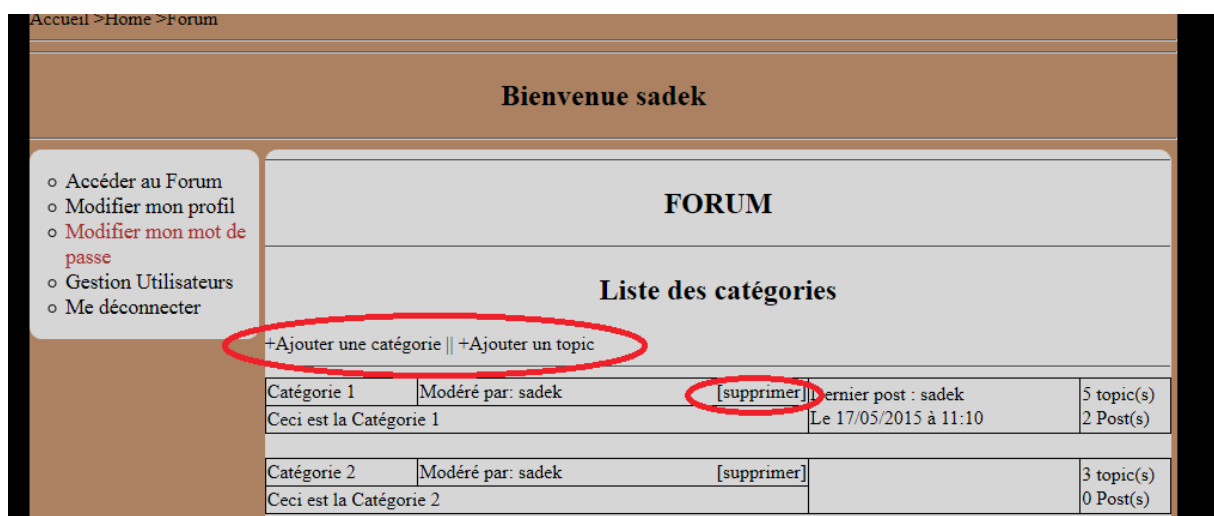 Accueil >Home >Forum
Bienvenue sadek
Accéder au Forum
Modifier mon profil
Modifier mon mot de
passe
Gestion Utilisateurs
Me déconnecter
FORUM
Liste des catégories
+Ajouter une catégorie || +Ajouter un topic
Catégorie 1 Modéré par: sadek [supprimer] Dernier post : sadek 5 topic(s)
Ceci est la Catégorie 1 Le 17/05/2015 à 11:10 2 Post(s)
Catégorie 2 Modéré par: sadek [supprimer] 3 topic(s)
Ceci est la Catégorie 2 0 Post(s)